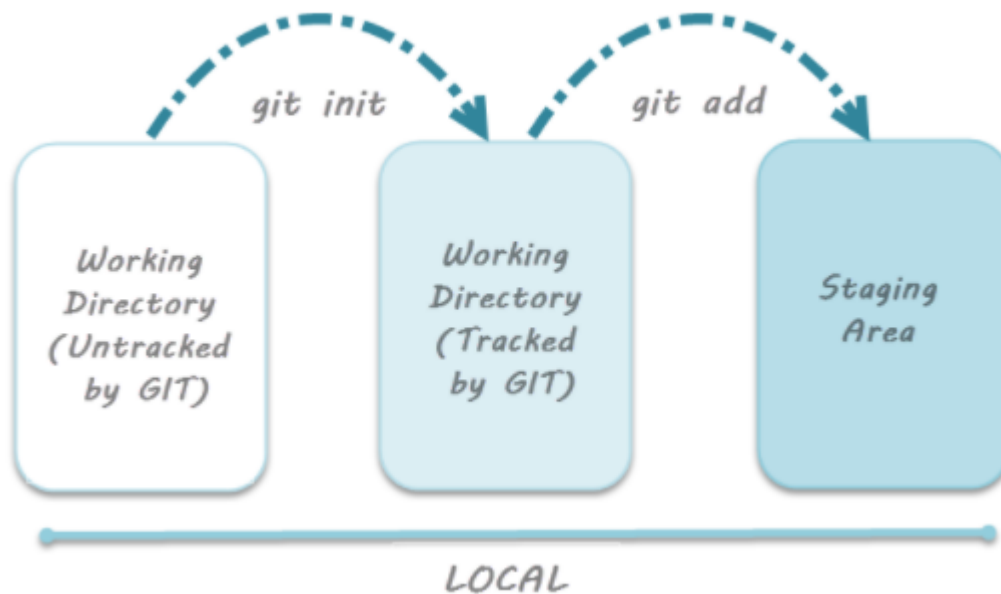 git init
git add
Working
Directory
(Untracked
by GIT)
Working
Directory
(Tracked
by GIT)
Staging
Area
LOCAL